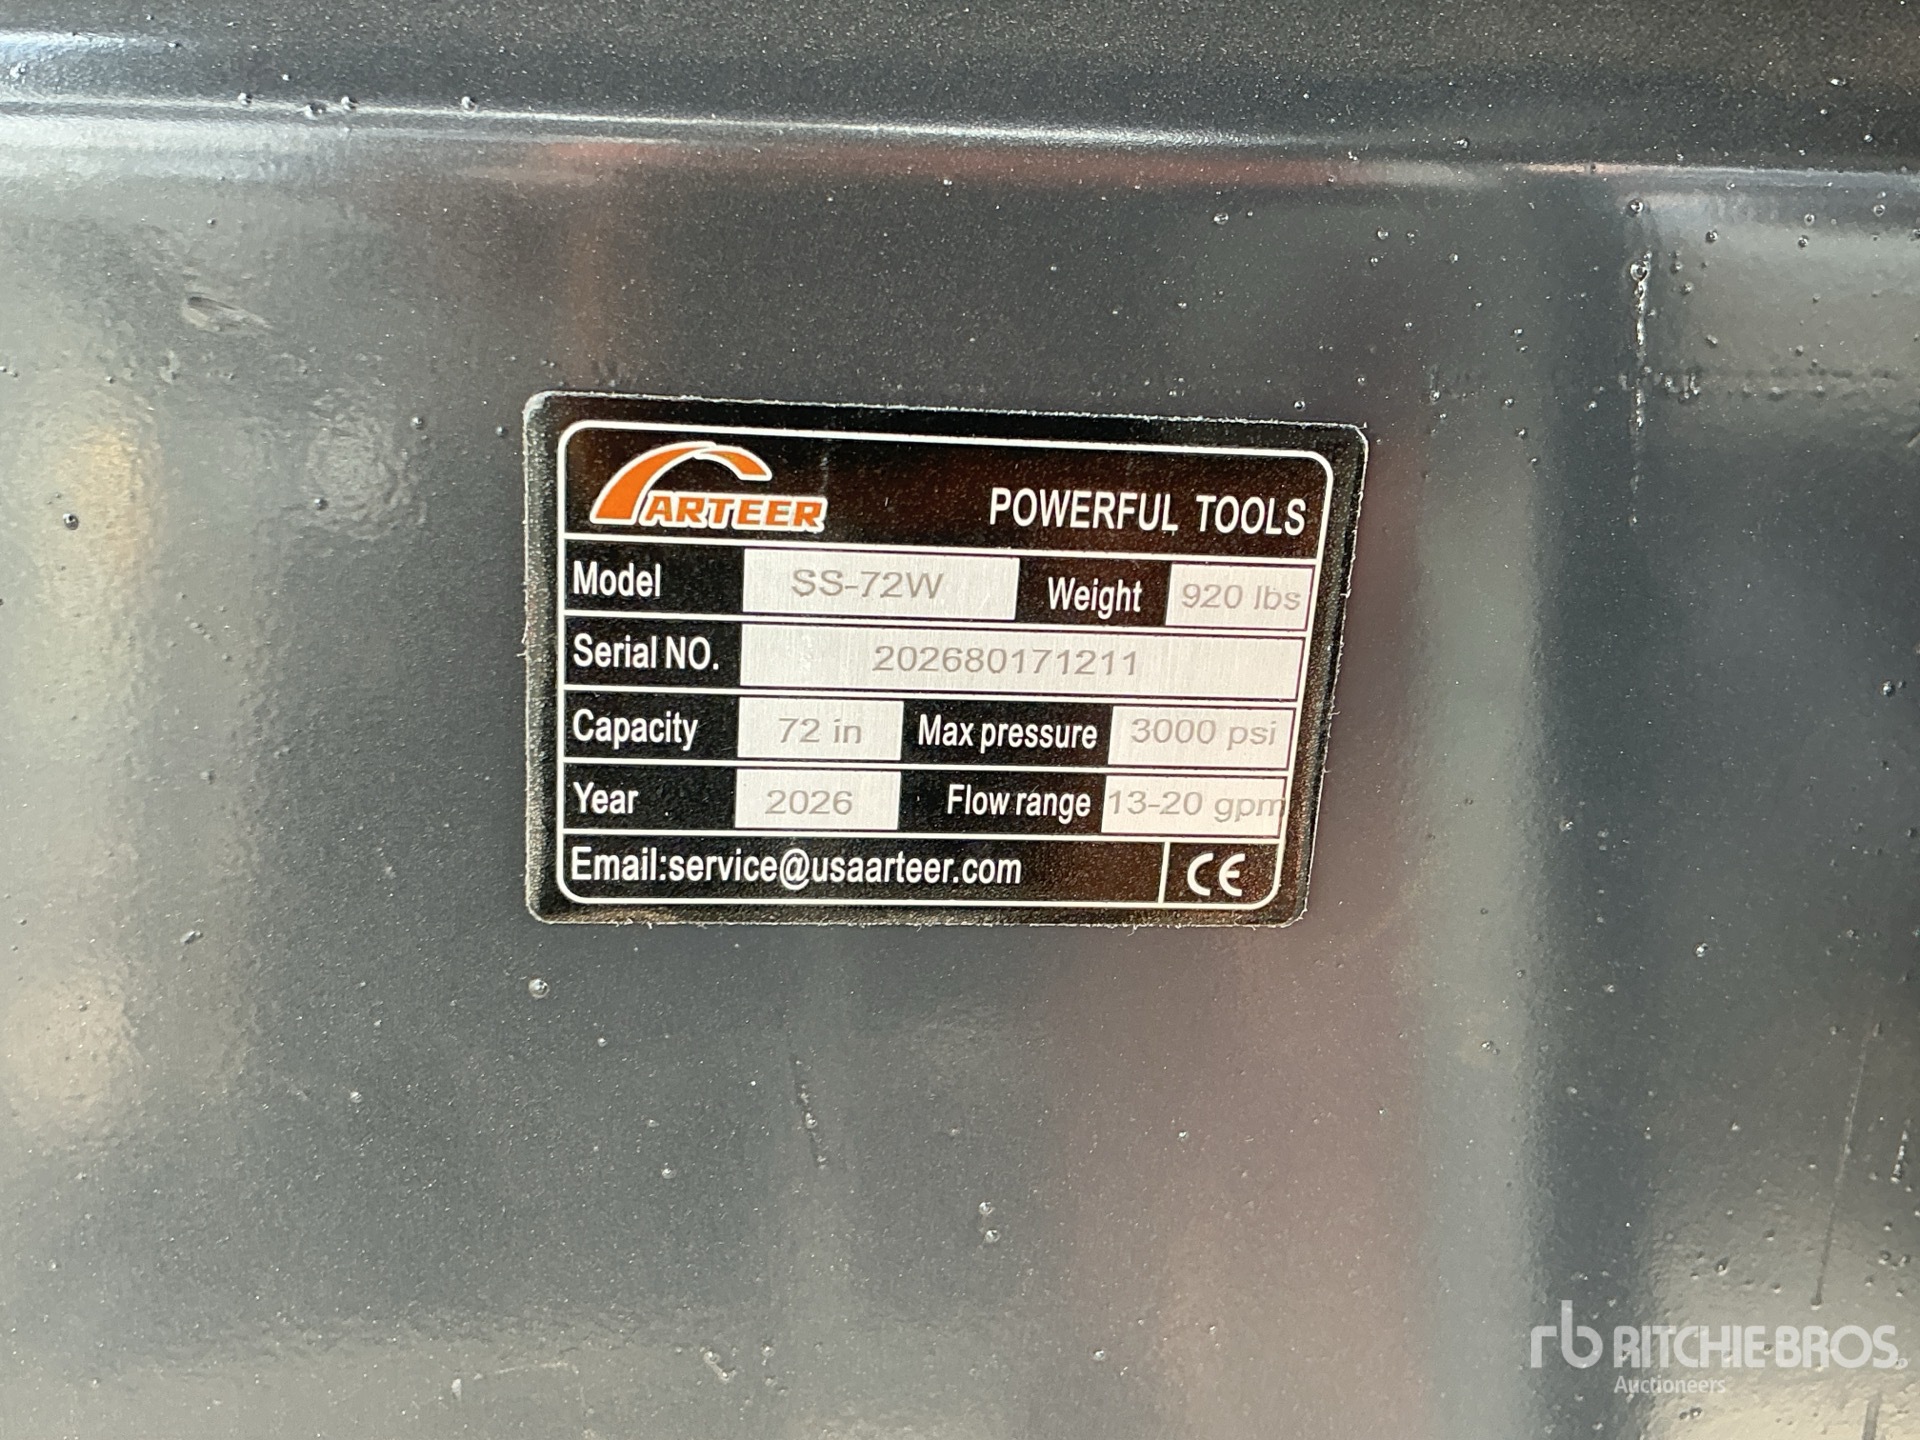 ARTEER POWERFUL TOOLS
Model SS-72W Weight 920 lbs
Serial NO. 202680171211
Capacity 72 in Max pressure 3000 psi
Year 2026 Flow range 13-20 gpm
Email:service@usaarteer.com CE
rb RITCHIE BROS.
Auctioneers